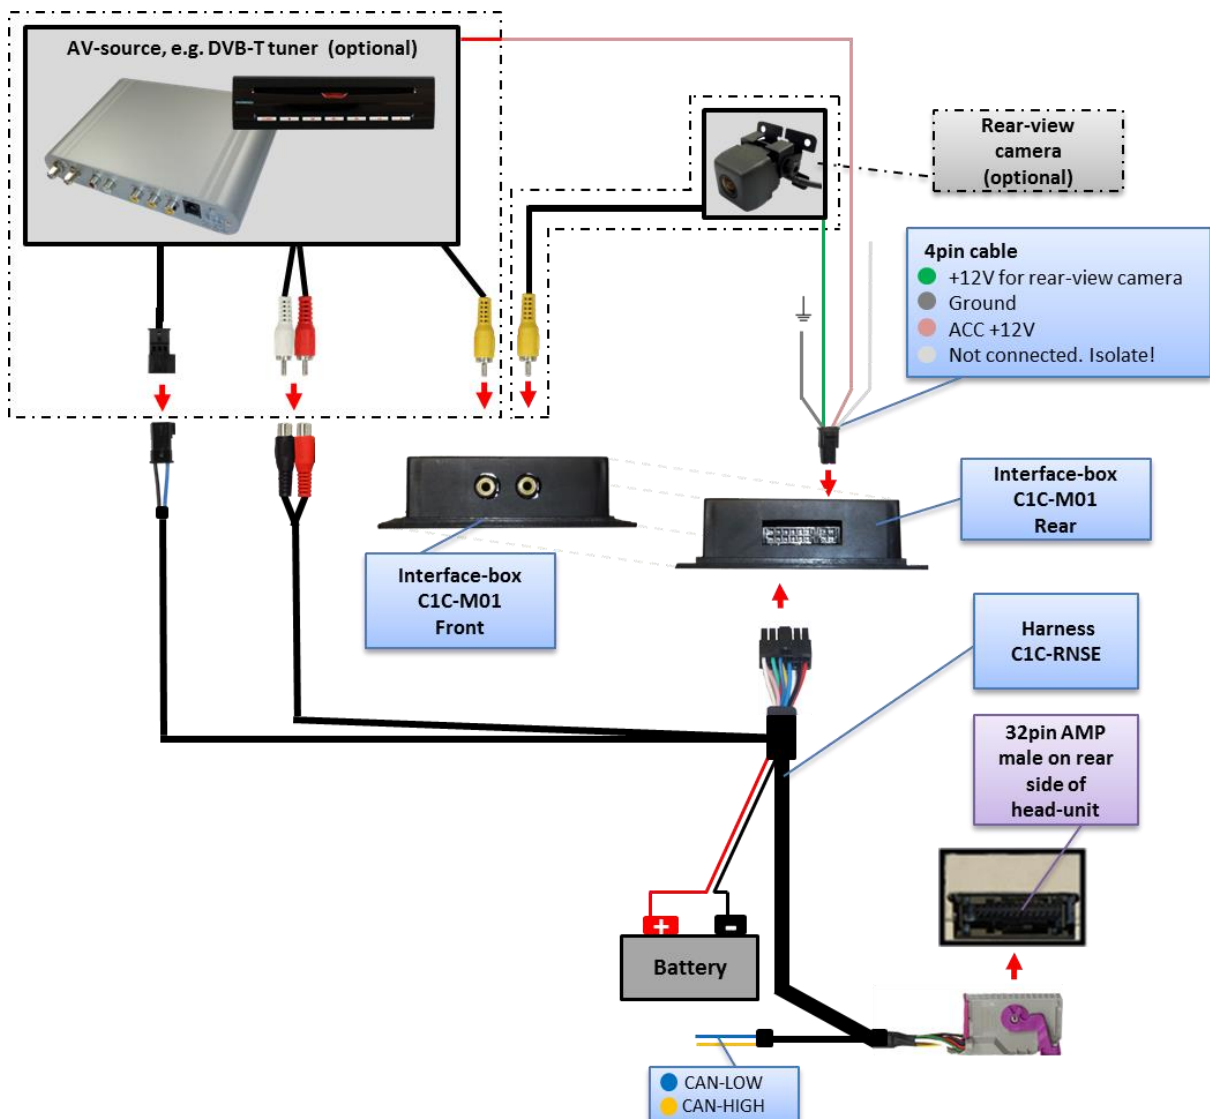 AV-source, e.g. DVB-T tuner (optional)
Rear-view
camera
(optional)
4pin cable
+12V for rear-view camera
Ground
ACC +12V
Not connected. Isolate!
Interface-box
C1C-M01
Rear
Interface-box
C1C-M01
Front
Harness
C1C-RNSE
32pin AMP
male on rear
side of
head-unit
+
-
Battery
CAN-LOW
CAN-HIGH